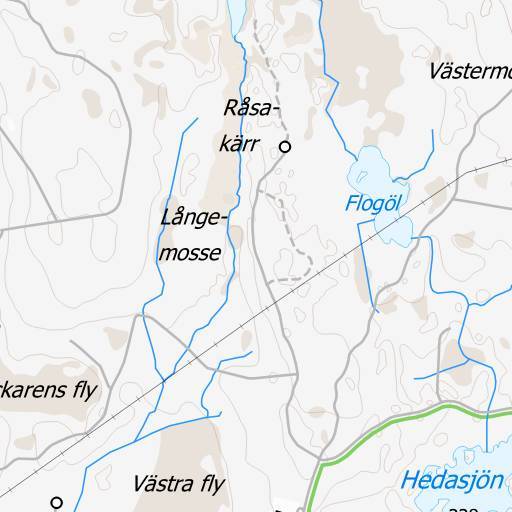 Västermo
Råsa-
kärr
Flogöl
Långe-
mosse
karens fly
Västra fly
Hedasjön